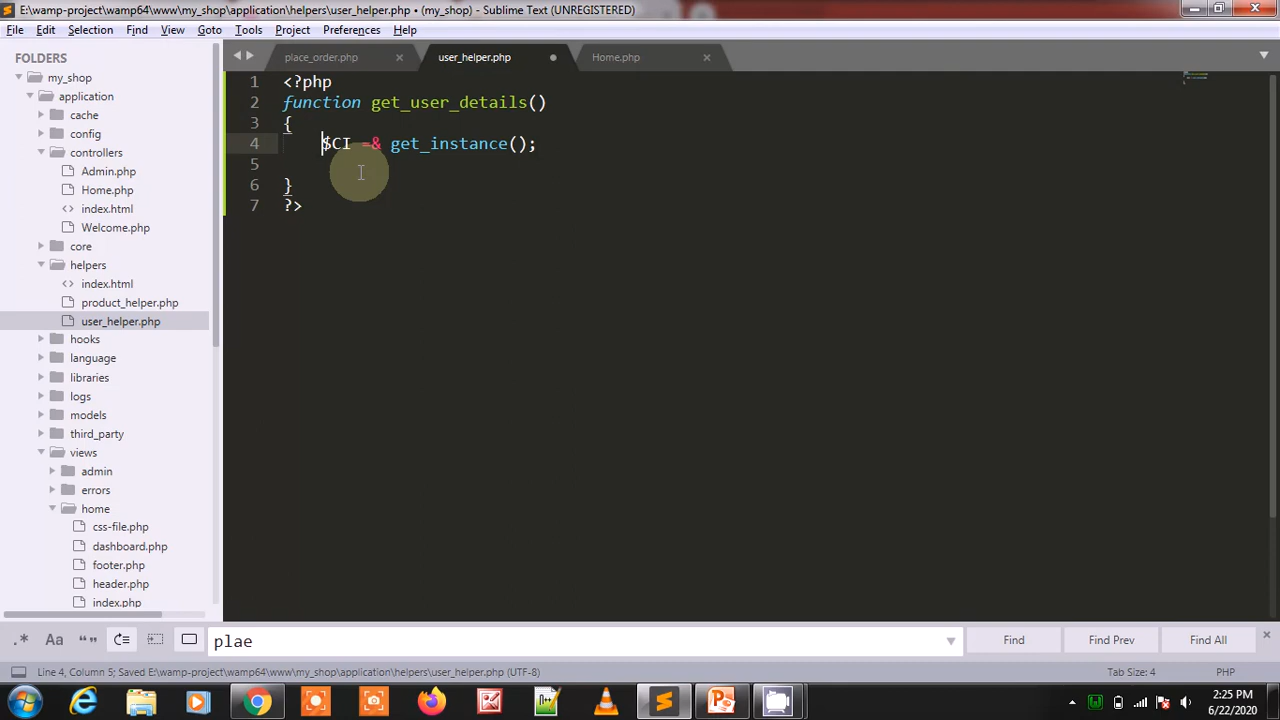 E:\wamp-project\wamp64\www\my_shop\application\helpers\user_helper.php • (my_shop) - Sublime Text (UNREGISTERED)
File Edit Selection Find View Goto Tools Project Preferences Help
FOLDERS
my_shop
application
cache
config
controllers
Admin.php
Home.php
index.html
Welcome.php
core
helpers
index.html
product_helper.php
user_helper.php
hooks
language
libraries
logs
models
third_party
views
admin
errors
home
css-file.php
dashboard.php
footer.php
header.php
index.php
place_order.php user_helper.php Home.php
1 <?php
2 function get_user_details()
3 {
4 $CI =& get_instance();
5
6 }
7 ?>
.* Aa “” plae Find Find Prev Find All
Line 4, Column 5; Saved E:\wamp-project\wamp64\www\my_shop\application\helpers\user_helper.php (UTF-8) Tab Size: 4 PHP
2:25 PM
6/22/2020